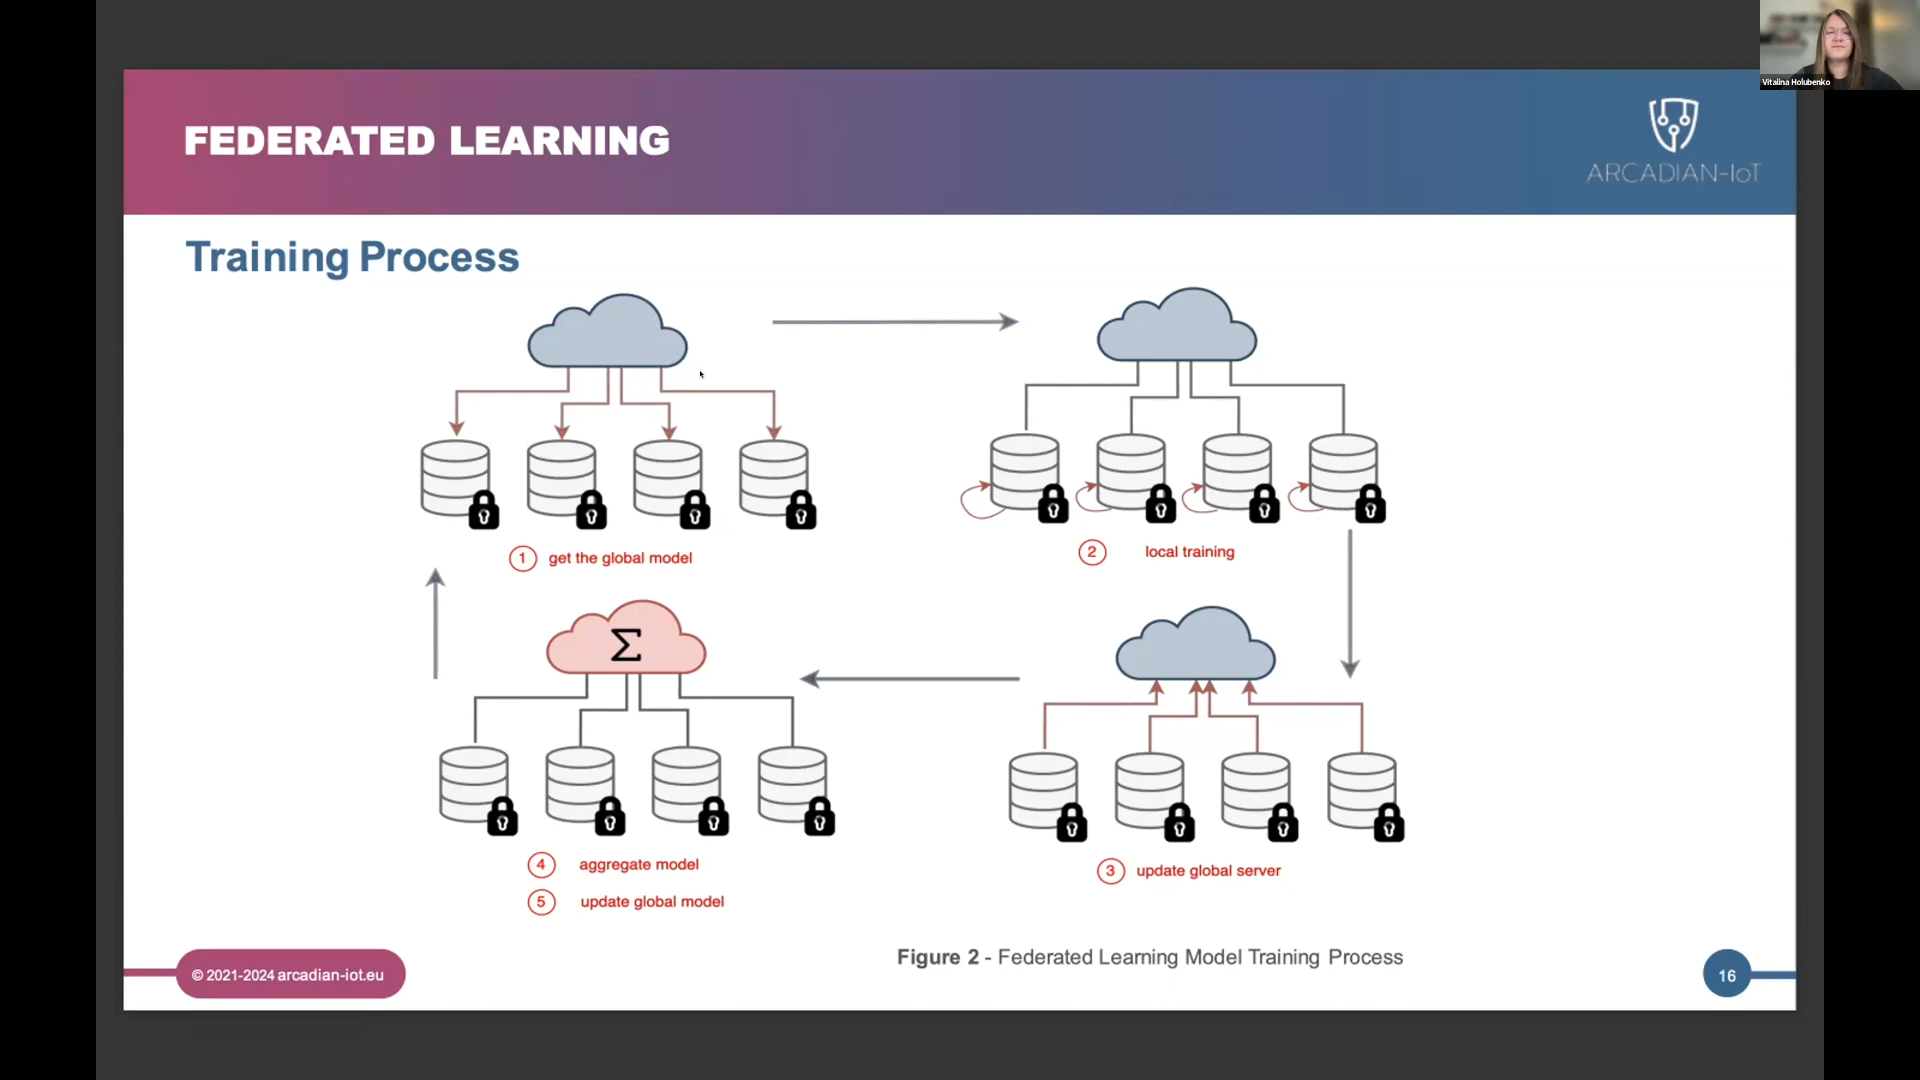 Vitalina Holubenko
FEDERATED LEARNING
ARCADIAN-IoT
Training Process
1 get the global model
2 local training
Σ
4 aggregate model
5 update global model
3 update global server
Figure 2 - Federated Learning Model Training Process
© 2021-2024 arcadian-iot.eu
16